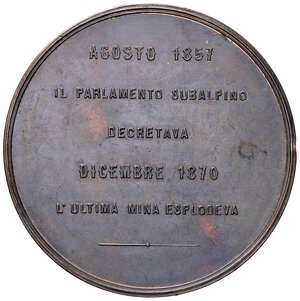 AGOSTO 1857
IL PARLAMENTO SUBALPINO
DECRETAVA
DICEMBRE 1870
L'ULTIMA MINA ESPLODEVA